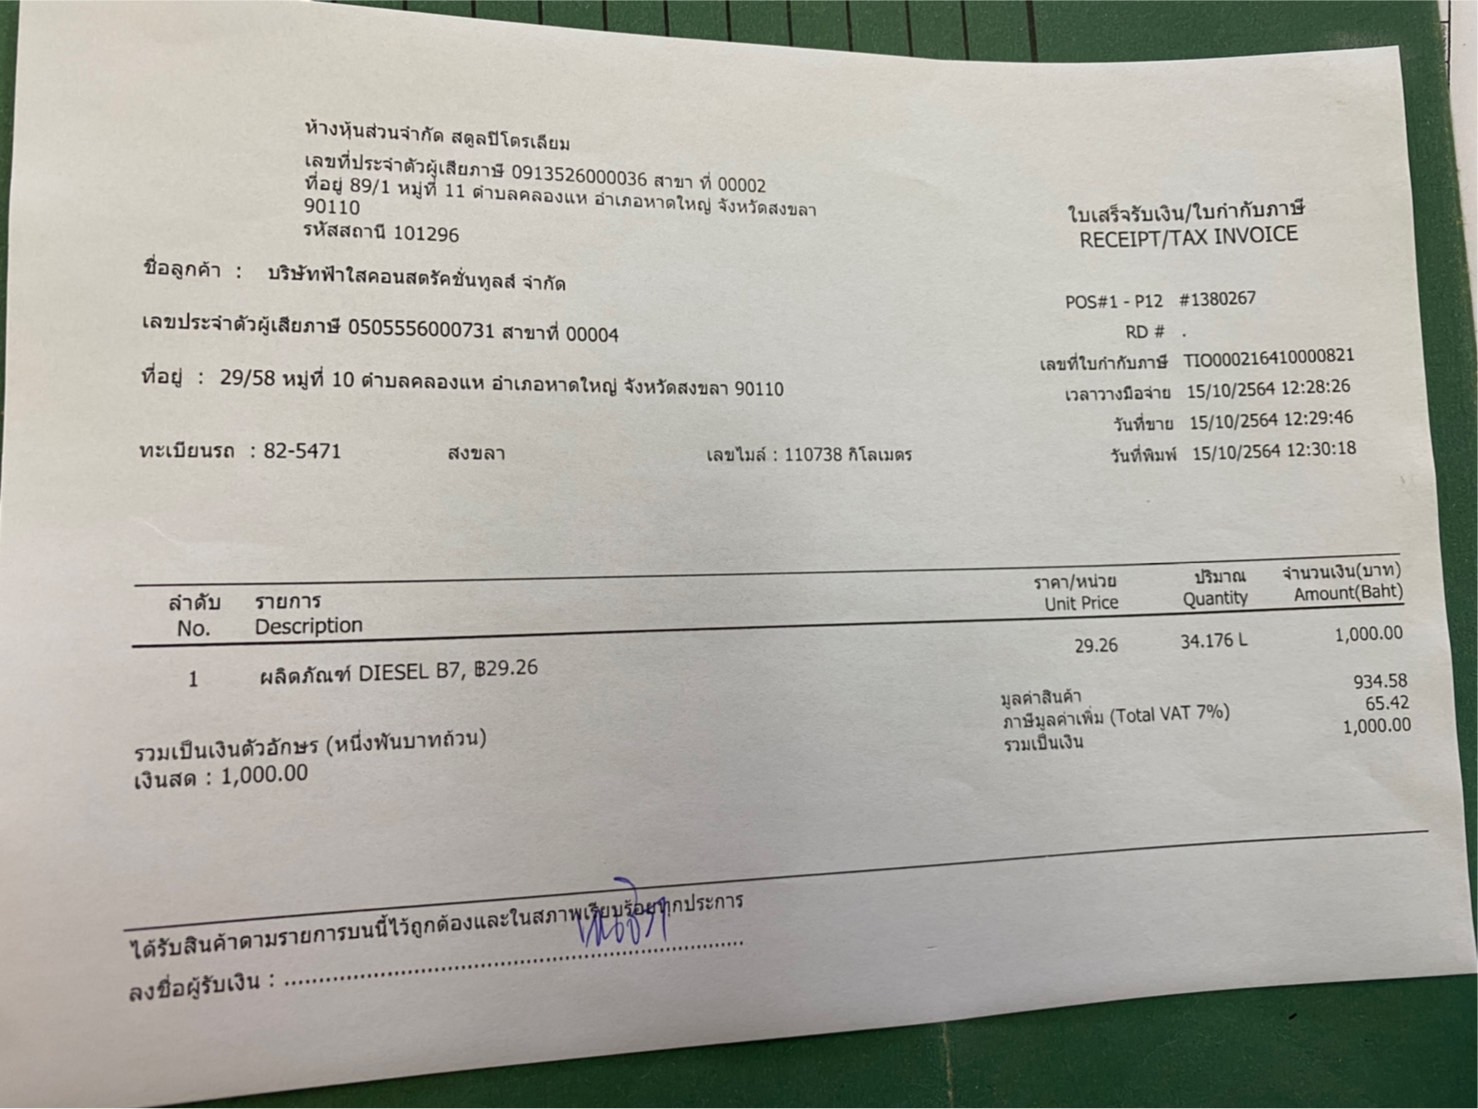 ห้างหุ้นส่วนจำกัด สตูลปิโตรเลียม
เลขที่ประจำตัวผู้เสียภาษี 0913526000036 สาขา ที่ 00002
ที่อยู่ 89/1 หมู่ที่ 11 ตำบลคลองแห อำเภอหาดใหญ่ จังหวัดสงขลา
90110
รหัสสถานี 101296
ใบเสร็จรับเงิน/ใบกำกับภาษี
RECEIPT/TAX INVOICE
ชื่อลูกค้า : บริษัทฟ้าใสคอนสตรัคชั่นทูลส์ จำกัด
เลขประจำตัวผู้เสียภาษี 0505556000731 สาขาที่ 00004
ที่อยู่ : 29/58 หมู่ที่ 10 ตำบลคลองแห อำเภอหาดใหญ่ จังหวัดสงขลา 90110
ทะเบียนรถ : 82-5471 สงขลา เลขไมล์ : 110738 กิโลเมตร
POS#1 - P12 #1380267
RD # .
เลขที่ใบกำกับภาษี TIO000216410000821
เวลาวางมือจ่าย 15/10/2564 12:28:26
วันที่ขาย 15/10/2564 12:29:46
วันที่พิมพ์ 15/10/2564 12:30:18
ลำดับ รายการ ราคา/หน่วย ปริมาณ จำนวนเงิน(บาท)
No. Description Unit Price Quantity Amount(Baht)
1 ผลิตภัณฑ์ DIESEL B7, ฿29.26 29.26 34.176 L 1,000.00
มูลค่าสินค้า 934.58
ภาษีมูลค่าเพิ่ม (Total VAT 7%) 65.42
รวมเป็นเงิน 1,000.00
รวมเป็นเงินตัวอักษร (หนึ่งพันบาทถ้วน)
เงินสด : 1,000.00
ได้รับสินค้าตามรายการบนนี้ไว้ถูกต้องและในสภาพเรียบร้อยทุกประการ
ลงชื่อผู้รับเงิน : ........................................................................